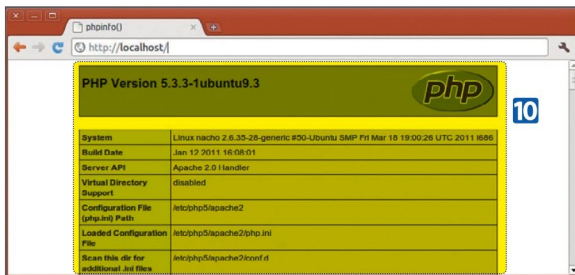 phpinfo()
http://localhost/
PHP Version 5.3.3-1ubuntu9.3
php
10
System Linux nacho 2.6.35-28-generic #50-Ubuntu SMP Fri Mar 18 19:00:26 UTC 2011 i686
Build Date Jan 12 2011 16:08:01
Server API Apache 2.0 Handler
Virtual Directory disabled
Support
Configuration File /etc/php5/apache2
(php.ini) Path
Loaded Configuration /etc/php5/apache2/php.ini
File
Scan this dir for /etc/php5/apache2/conf.d
additional .ini files